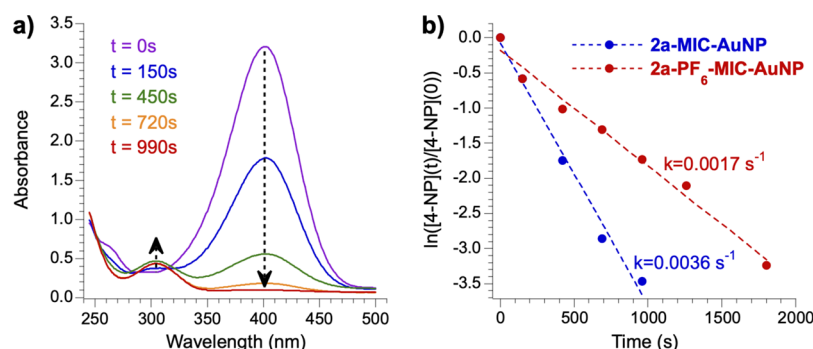 a)
3.5
3.0
2.5
2.0
1.5
1.0
0.5
0.0
Absorbance
t = 0s
t = 150s
t = 450s
t = 720s
t = 990s
250 300 350 400 450 500
Wavelength (nm)
b)
0.0
-0.5
-1.0
-1.5
-2.0
-2.5
-3.0
-3.5
ln([4-NP](t)/[4-NP](0))
2a-MIC-AuNP
2a-PF₆-MIC-AuNP
k=0.0017 s⁻¹
k=0.0036 s⁻¹
0 500 1000 1500 2000
Time (s)